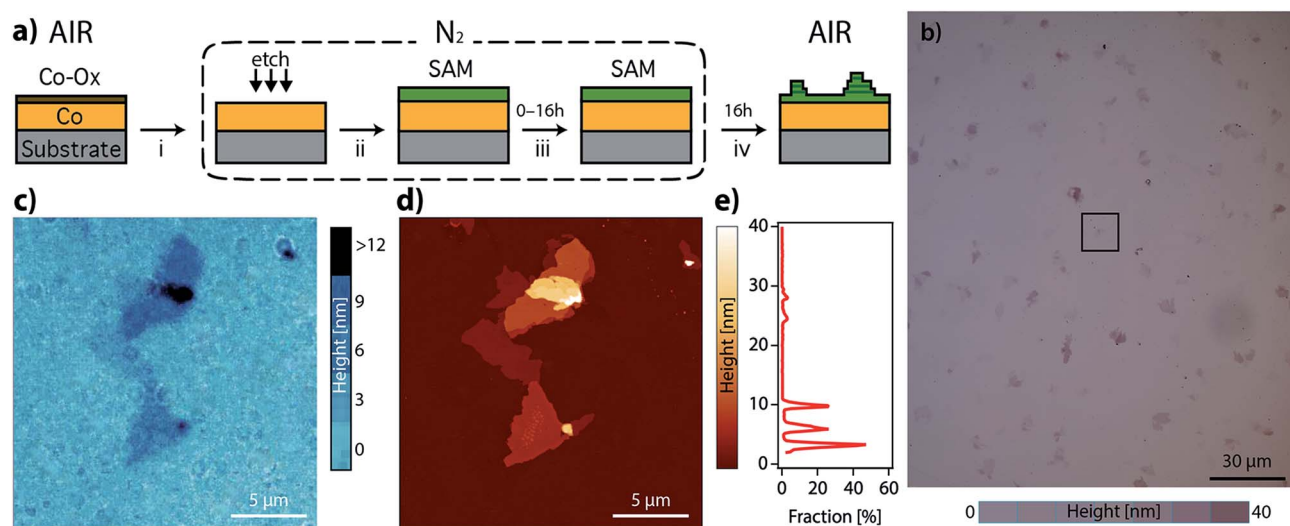 a) AIR
N₂
AIR
Co-Ox
etch
SAM
SAM
Co
0–16h
16h
Substrate
i
ii
iii
iv
b)
30 µm
0
Height [nm]
40
c)
>12
9
6
3
0
Height [nm]
5 µm
d)
5 µm
Height [nm]
e)
40
30
20
10
0
0 20 40 60
Fraction [%]